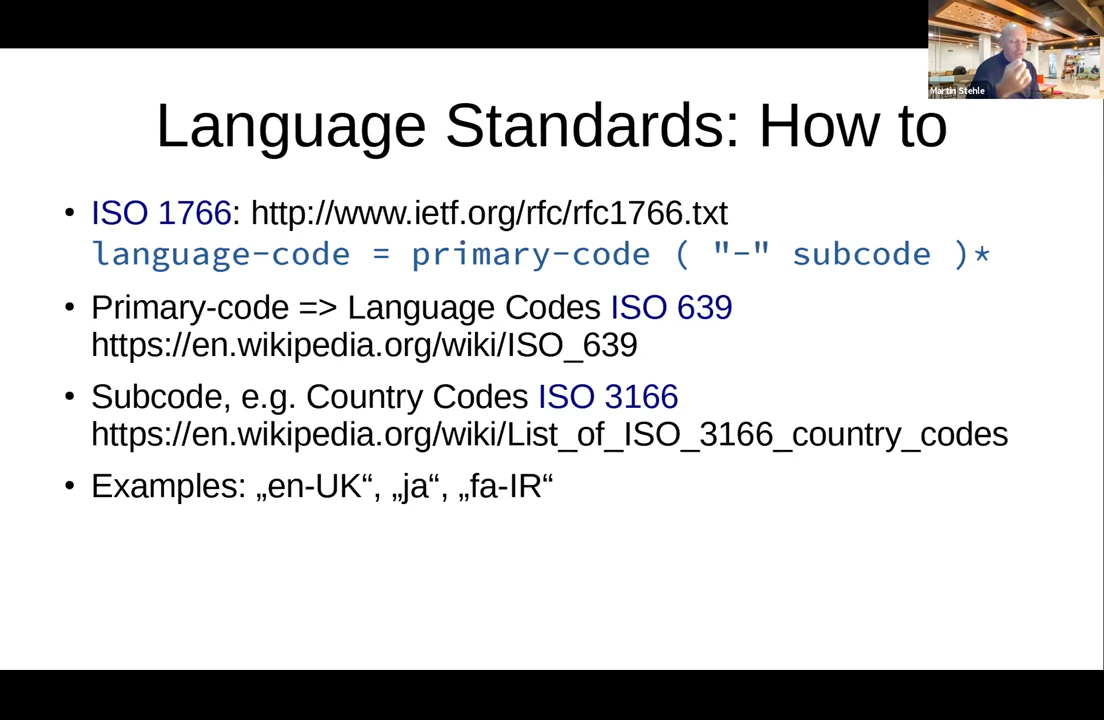 Martin Stehle
Language Standards: How to
• ISO 1766: http://www.ietf.org/rfc/rfc1766.txt
language-code = primary-code ( "-" subcode )*
• Primary-code => Language Codes ISO 639
https://en.wikipedia.org/wiki/ISO_639
• Subcode, e.g. Country Codes ISO 3166
https://en.wikipedia.org/wiki/List_of_ISO_3166_country_codes
• Examples: „en-UK“, „ja“, „fa-IR“